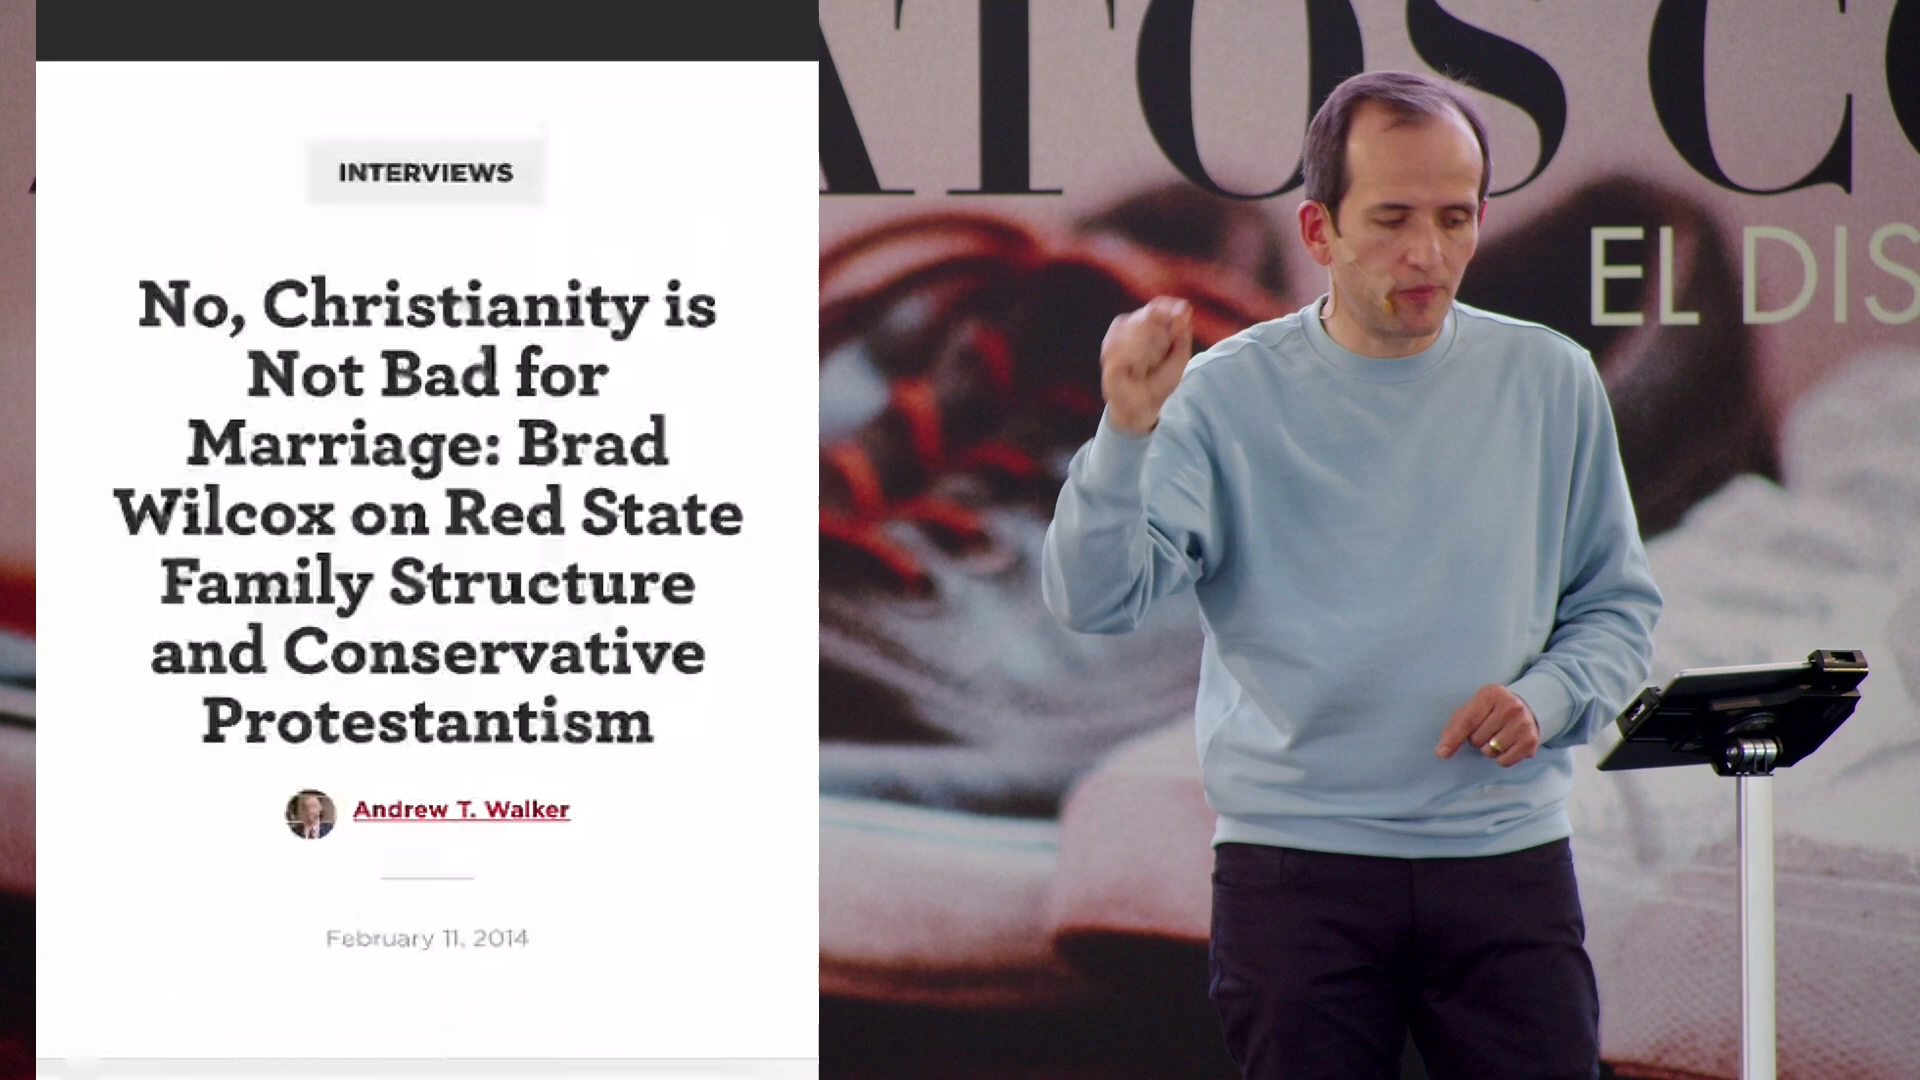 INTERVIEWS
No, Christianity is
Not Bad for
Marriage: Brad
Wilcox on Red State
Family Structure
and Conservative
Protestantism
Andrew T. Walker
February 11, 2014
EL DIS